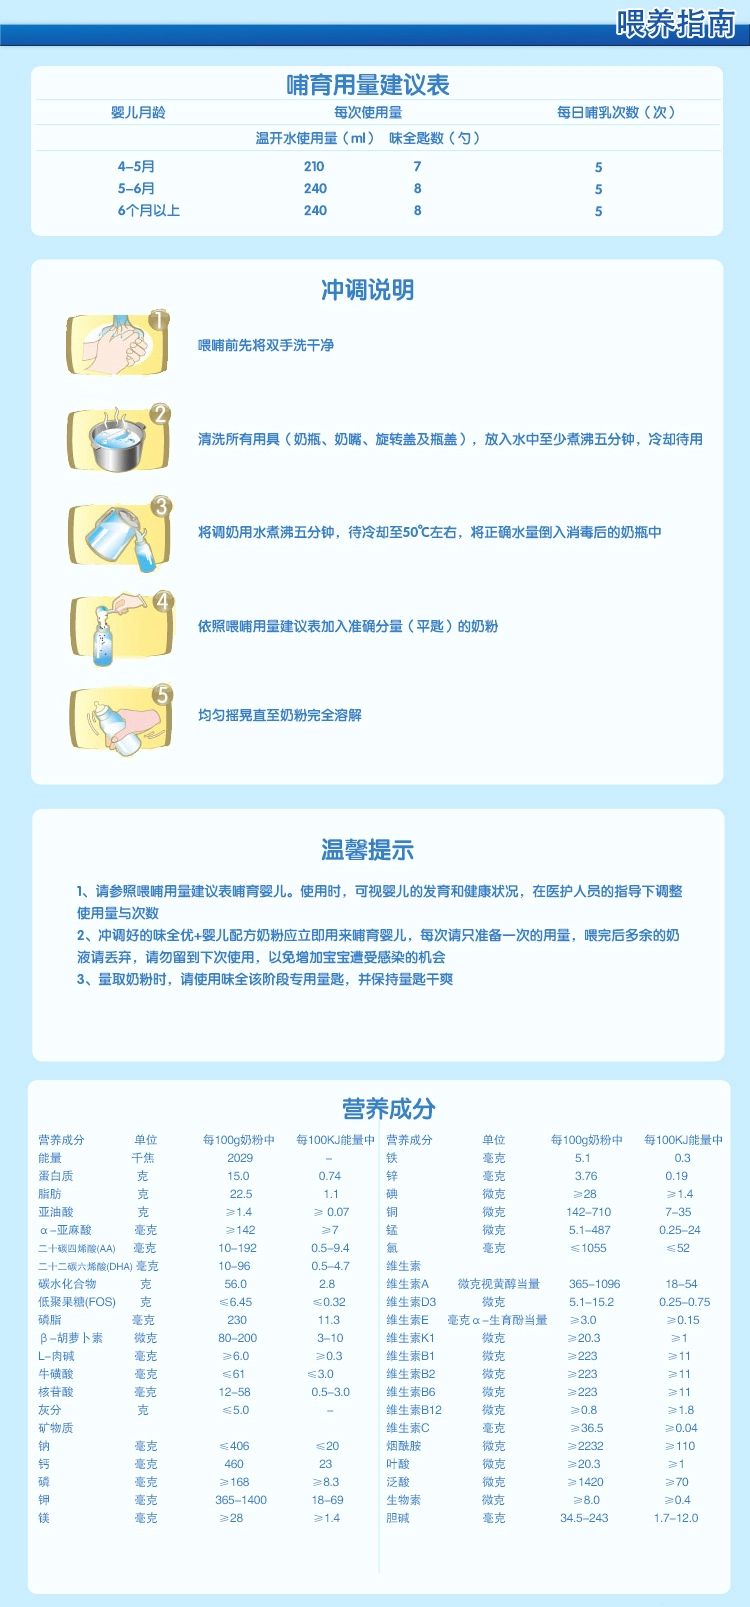 喂养指南
哺育用量建议表
婴儿月龄 每次使用量 每日哺乳次数（次）
温开水使用量（ml） 味全匙数（勺）
4–5月 210 7 5
5–6月 240 8 5
6个月以上 240 8 5
冲调说明
1
喂哺前先将双手洗干净
2
清洗所有用具（奶瓶、奶嘴、旋转盖及瓶盖），放入水中至少煮沸五分钟，冷却待用
3
将调奶用水煮沸五分钟，待冷却至50℃左右，将正确水量倒入消毒后的奶瓶中
4
依照喂哺用量建议表加入准确分量（平匙）的奶粉
5
均匀摇晃直至奶粉完全溶解
温馨提示
1、请参照喂哺用量建议表哺育婴儿。使用时，可视婴儿的发育和健康状况，在医护人员的指导下调整
使用量与次数
2、冲调好的味全优+婴儿配方奶粉应立即用来哺育婴儿，每次请只准备一次的用量，喂完后多余的奶
液请丢弃，请勿留到下次使用，以免增加宝宝遭受感染的机会
3、量取奶粉时，请使用味全该阶段专用量匙，并保持量匙干爽
营养成分
营养成分 单位 每100g奶粉中 每100KJ能量中
能量 千焦 2029 –
蛋白质 克 15.0 0.74
脂肪 克 22.5 1.1
亚油酸 克 ≥1.4 ≥0.07
α–亚麻酸 毫克 ≥142 ≥7
二十碳四烯酸(AA) 毫克 10–192 0.5–9.4
二十二碳六烯酸(DHA) 毫克 10–96 0.5–4.7
碳水化合物 克 56.0 2.8
低聚果糖(FOS) 克 ≤6.45 ≤0.32
磷脂 毫克 230 11.3
β–胡萝卜素 微克 80–200 3–10
L–肉碱 毫克 ≥6.0 ≥0.3
牛磺酸 毫克 ≤61 ≤3.0
核苷酸 毫克 12–58 0.5–3.0
灰分 克 ≤5.0 –
矿物质
钠 毫克 ≤406 ≤20
钙 毫克 460 23
磷 毫克 ≥168 ≥8.3
钾 毫克 365–1400 18–69
镁 毫克 ≥28 ≥1.4
营养成分 单位 每100g奶粉中 每100KJ能量中
铁 毫克 5.1 0.3
锌 毫克 3.76 0.19
碘 微克 ≥28 ≥1.4
铜 微克 142–710 7–35
锰 微克 5.1–487 0.25–24
氯 毫克 ≤1055 ≤52
维生素
维生素A 微克视黄醇当量 365–1096 18–54
维生素D3 微克 5.1–15.2 0.25–0.75
维生素E 毫克α–生育酚当量 ≥3.0 ≥0.15
维生素K1 微克 ≥20.3 ≥1
维生素B1 微克 ≥223 ≥11
维生素B2 微克 ≥223 ≥11
维生素B6 微克 ≥223 ≥11
维生素B12 微克 ≥0.8 ≥1.8
维生素C 毫克 ≥36.5 ≥0.04
烟酰胺 微克 ≥2232 ≥110
叶酸 微克 ≥20.3 ≥1
泛酸 微克 ≥1420 ≥70
生物素 微克 ≥8.0 ≥0.4
胆碱 毫克 34.5–243 1.7–12.0